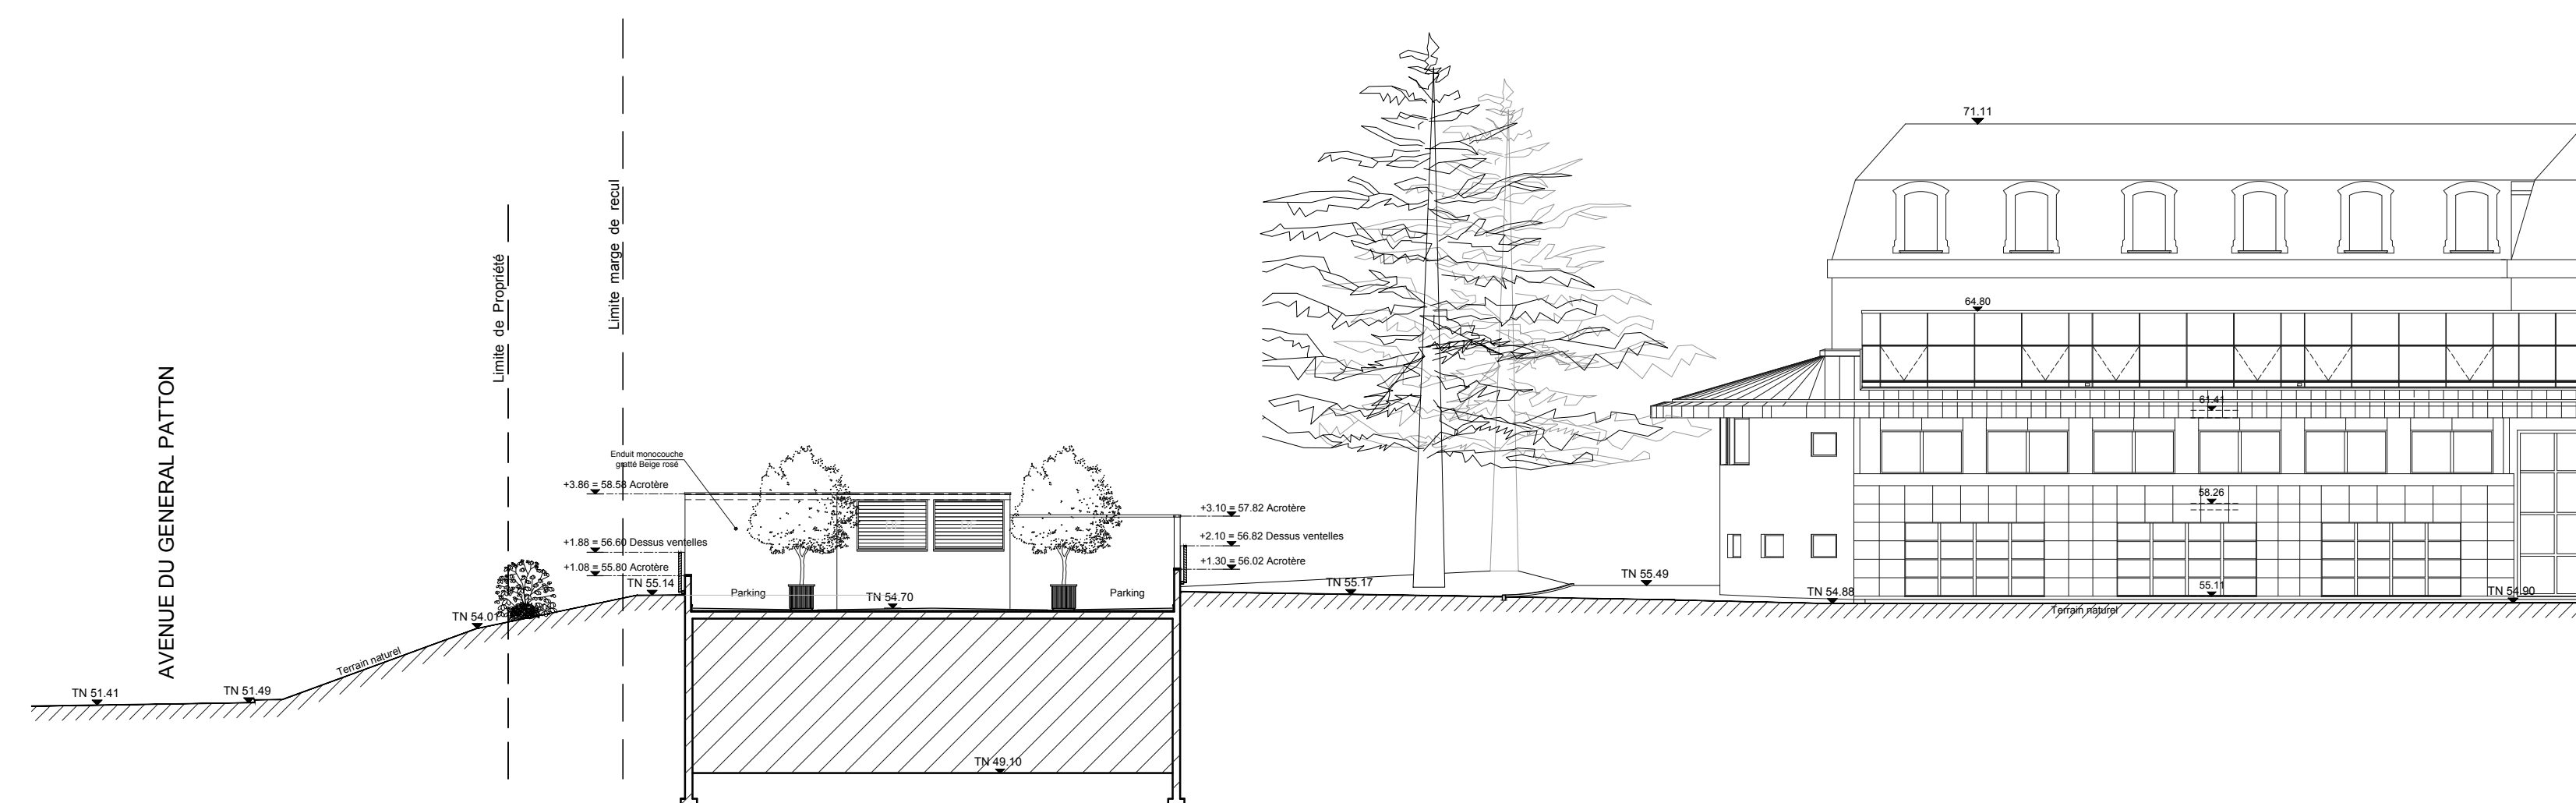 AVENUE DU GENERAL PATTON
Limite de Propriété
Limite marge de recul
TN 51.41
TN 51.49
Terrain naturel
TN 54.01
Enduit monocouche
gratté Beige rosé
+3.86 = 58.58 Acrotère
+1.88 = 56.60 Dessus ventelles
+1.08 = 55.80 Acrotère
TN 55.14
Parking
TN 54.70
Parking
TN 49.10
+3.10 = 57.82 Acrotère
+2.10 = 56.82 Dessus ventelles
+1.30 = 56.02 Acrotère
TN 55.17
TN 55.49
71.11
64.80
61.41
58.26
55.11
TN 54.88
Terrain naturel
TN 54.90